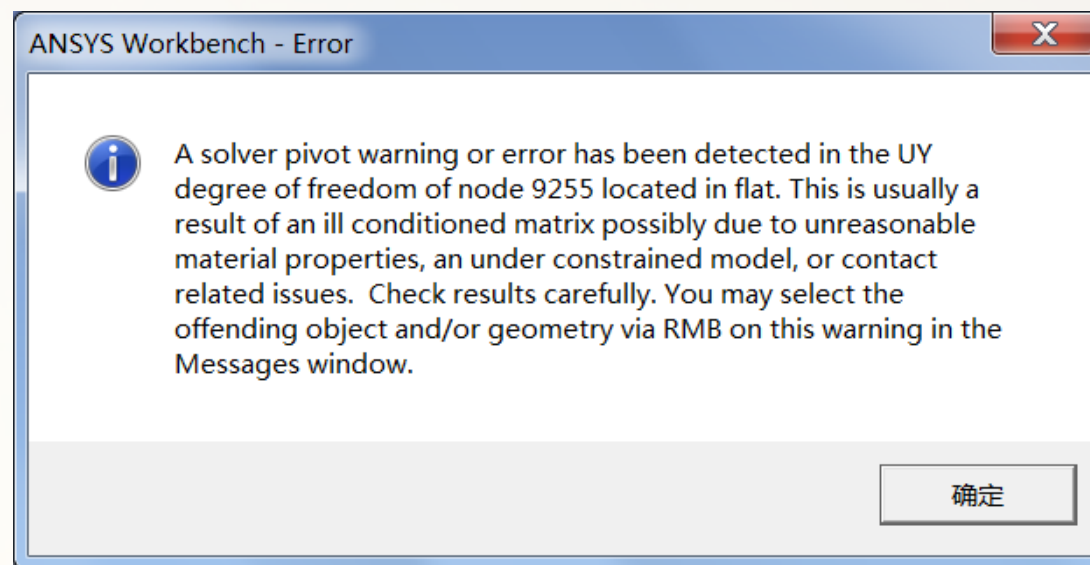 ANSYS Workbench - Error
A solver pivot warning or error has been detected in the UY
degree of freedom of node 9255 located in flat. This is usually a
result of an ill conditioned matrix possibly due to unreasonable
material properties, an under constrained model, or contact
related issues.  Check results carefully. You may select the
offending object and/or geometry via RMB on this warning in the
Messages window.
确定